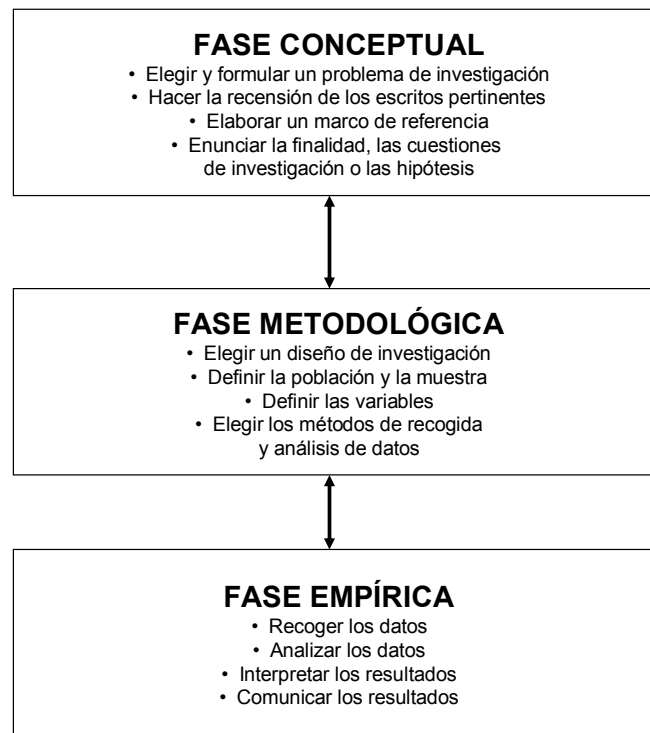 FASE CONCEPTUAL
• Elegir y formular un problema de investigación
• Hacer la recensión de los escritos pertinentes
• Elaborar un marco de referencia
• Enunciar la finalidad, las cuestiones
de investigación o las hipótesis
FASE METODOLÓGICA
• Elegir un diseño de investigación
• Definir la población y la muestra
• Definir las variables
• Elegir los métodos de recogida
y análisis de datos
FASE EMPÍRICA
• Recoger los datos
• Analizar los datos
• Interpretar los resultados
• Comunicar los resultados